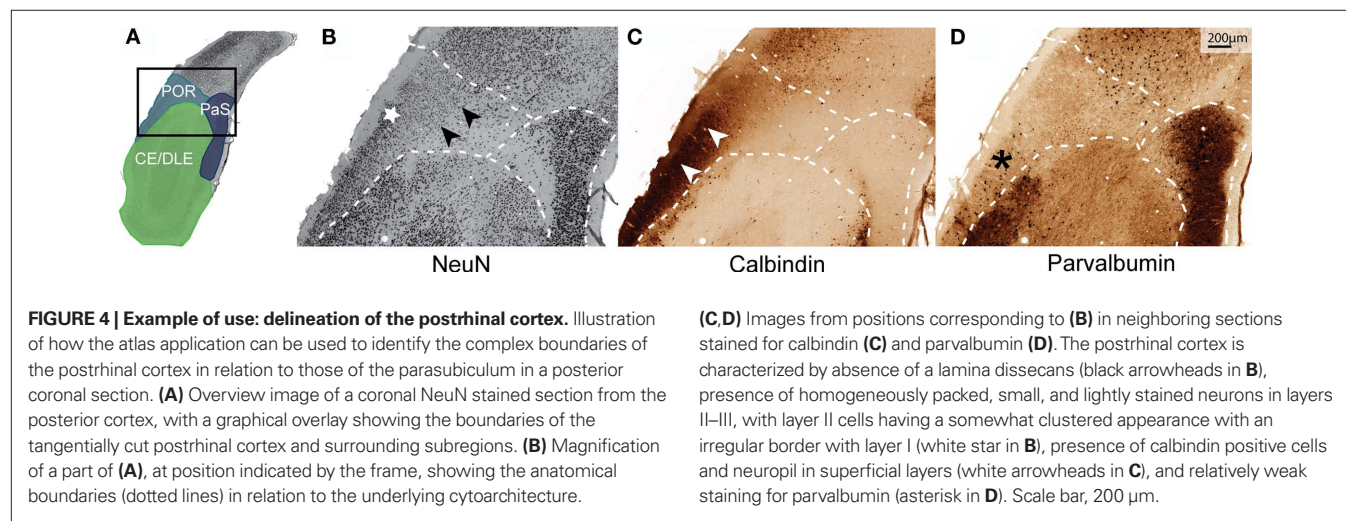 A
B
C
D
200µm
POR
PaS
CE/DLE
NeuN
Calbindin
Parvalbumin
FIGURE 4 | Example of use: delineation of the postrhinal cortex. Illustration
of how the atlas application can be used to identify the complex boundaries of
the postrhinal cortex in relation to those of the parasubiculum in a posterior
coronal section. (A) Overview image of a coronal NeuN stained section from the
posterior cortex, with a graphical overlay showing the boundaries of the
tangentially cut postrhinal cortex and surrounding subregions. (B) Magnification
of a part of (A), at position indicated by the frame, showing the anatomical
boundaries (dotted lines) in relation to the underlying cytoarchitecture.
(C,D) Images from positions corresponding to (B) in neighboring sections
stained for calbindin (C) and parvalbumin (D). The postrhinal cortex is
characterized by absence of a lamina dissecans (black arrowheads in B),
presence of homogeneously packed, small, and lightly stained neurons in layers
II–III, with layer II cells having a somewhat clustered appearance with an
irregular border with layer I (white star in B), presence of calbindin positive cells
and neuropil in superficial layers (white arrowheads in C), and relatively weak
staining for parvalbumin (asterisk in D). Scale bar, 200 µm.